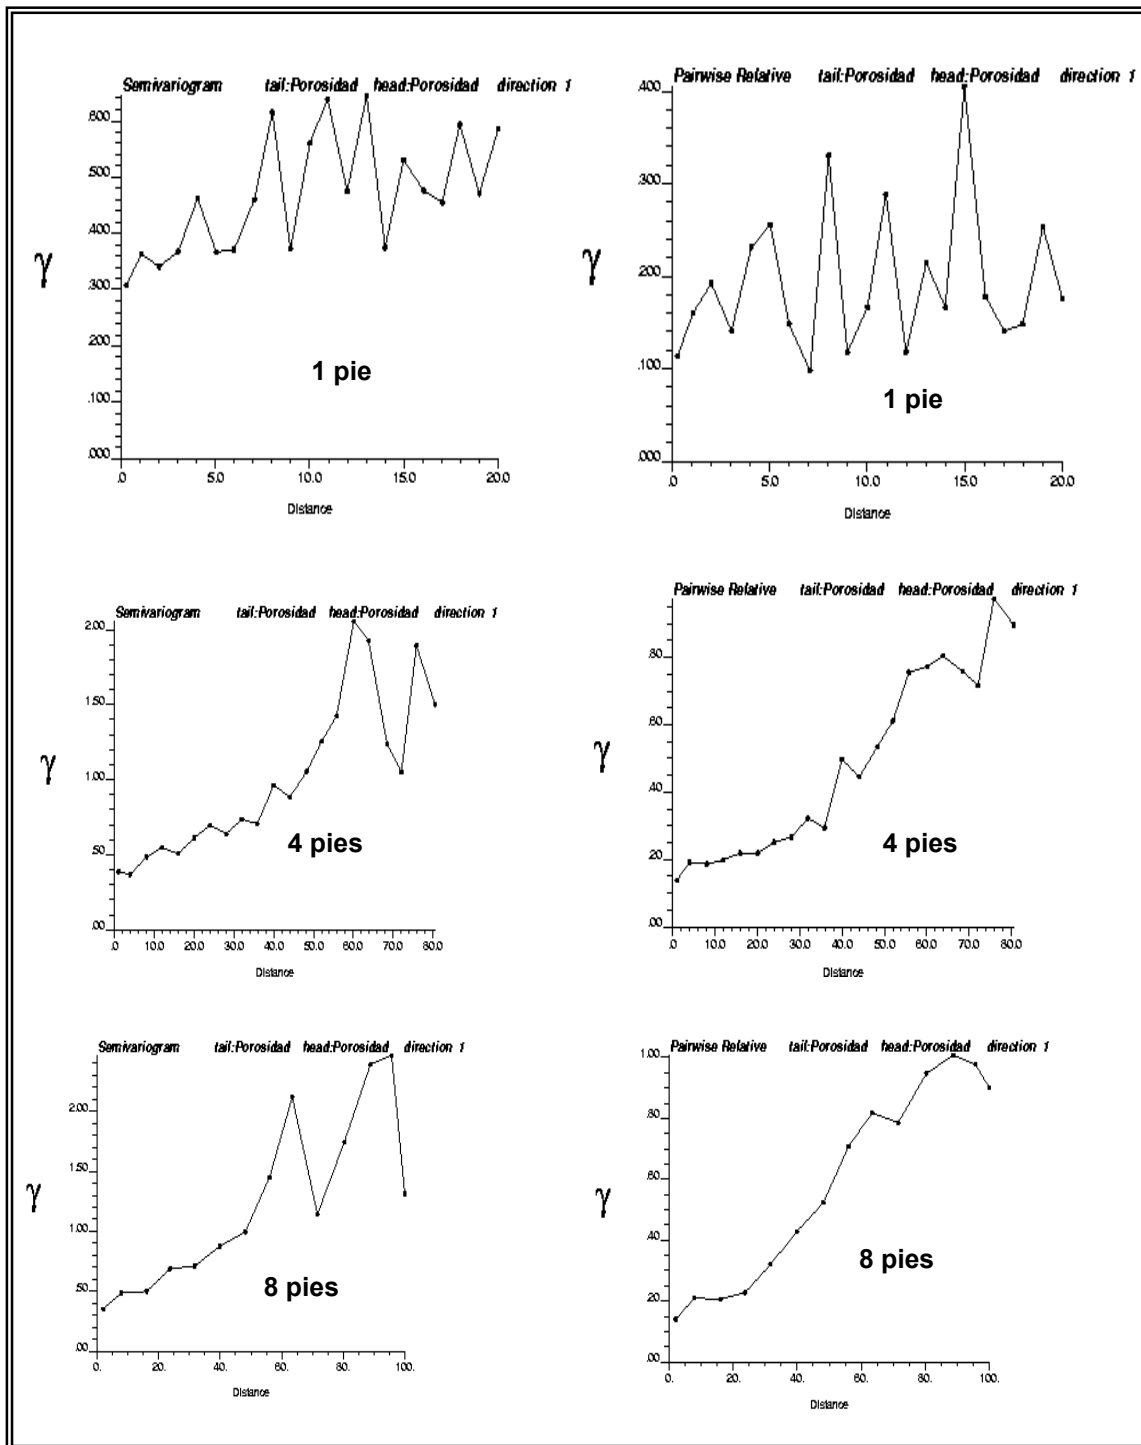 Semivariogram tail:Porosidad head:Porosidad direction 1
.600
.500
.400
.300
.200
.100
.000
γ
1 pie
.0 5.0 10.0 15.0 20.0
Distance
Pairwise Relative tail:Porosidad head:Porosidad direction 1
.400
.300
.200
.100
.000
γ
1 pie
.0 5.0 10.0 15.0 20.0
Distance
Semivariogram tail:Porosidad head:Porosidad direction 1
2.00
1.50
1.00
.50
.00
γ
4 pies
.0 10.0 20.0 30.0 40.0 50.0 60.0 70.0 80.0
Distance
Pairwise Relative tail:Porosidad head:Porosidad direction 1
.80
.60
.40
.20
.00
γ
4 pies
.0 10.0 20.0 30.0 40.0 50.0 60.0 70.0 80.0
Distance
Semivariogram tail:Porosidad head:Porosidad direction 1
2.00
1.50
1.00
.50
.00
γ
8 pies
0. 20. 40. 60. 80. 100.
Distance
Pairwise Relative tail:Porosidad head:Porosidad direction 1
1.00
.80
.60
.40
.20
.00
γ
8 pies
0. 20. 40. 60. 80. 100.
Distance